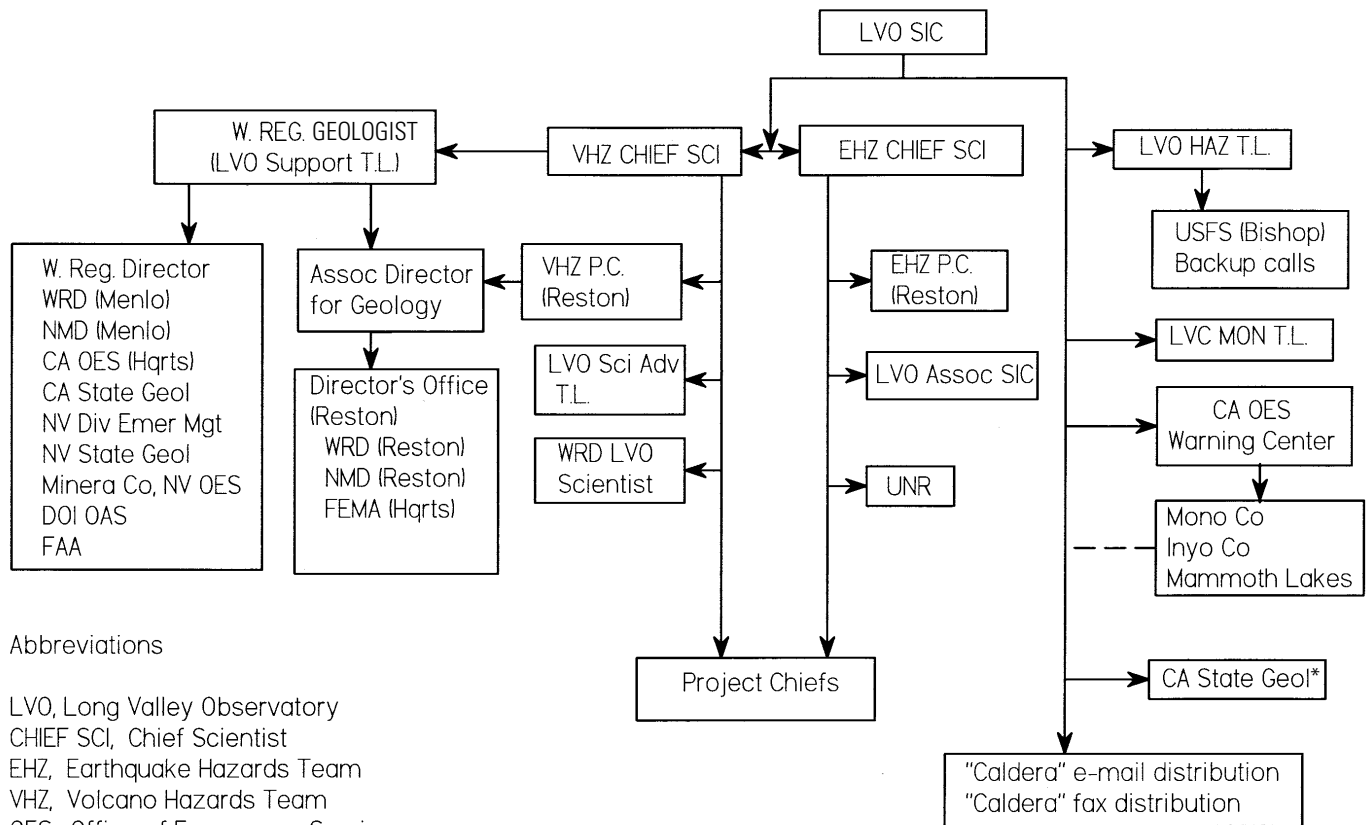 LVO SIC
W. REG. GEOLOGIST
(LVO Support T.L.)
VHZ CHIEF SCI
EHZ CHIEF SCI
LVO HAZ T.L.
USFS (Bishop)
Backup calls
W. Reg. Director
WRD (Menlo)
NMD (Menlo)
CA OES (Hqrts)
CA State Geol
NV Div Emer Mgt
NV State Geol
Minera Co, NV OES
DOI OAS
FAA
Assoc Director
for Geology
VHZ P.C.
(Reston)
EHZ P.C.
(Reston)
LVC MON T.L.
Director's Office
(Reston)
WRD (Reston)
NMD (Reston)
FEMA (Hqrts)
LVO Sci Adv
T.L.
LVO Assoc SIC
CA OES
Warning Center
WRD LVO
Scientist
UNR
Mono Co
Inyo Co
Mammoth Lakes
Project Chiefs
CA State Geol*
"Caldera" e-mail distribution
"Caldera" fax distribution
Abbreviations
LVO, Long Valley Observatory
CHIEF SCI, Chief Scientist
EHZ, Earthquake Hazards Team
VHZ, Volcano Hazards Team